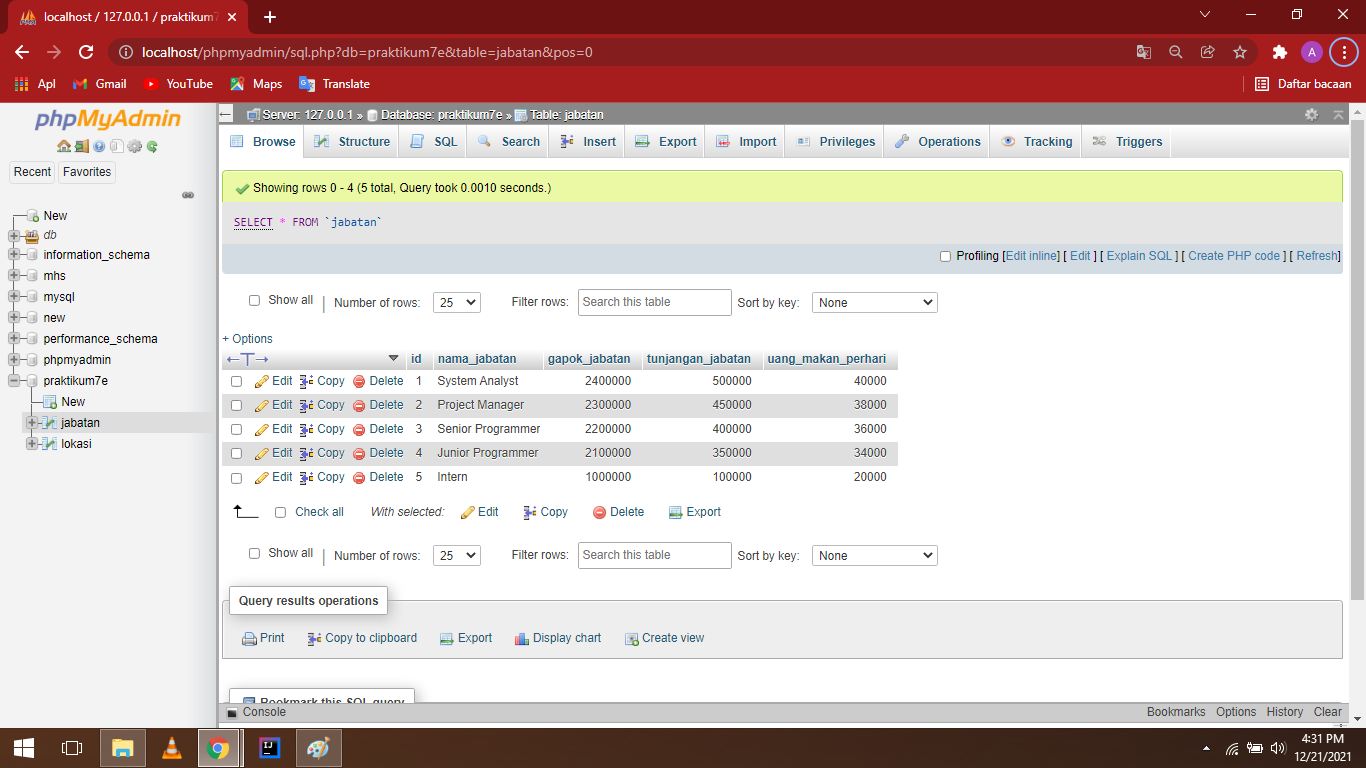 localhost / 127.0.0.1 / praktikum7
localhost/phpmyadmin/sql.php?db=praktikum7e&table=jabatan&pos=0
A
Apl Gmail YouTube Maps Translate Daftar bacaan
phpMyAdmin
Recent Favorites
New
db
information_schema
mhs
mysql
new
performance_schema
phpmyadmin
praktikum7e
New
jabatan
lokasi
Server: 127.0.0.1 » Database: praktikum7e » Table: jabatan
Browse Structure SQL Search Insert Export Import Privileges Operations Tracking Triggers
Showing rows 0 - 4 (5 total, Query took 0.0010 seconds.)
SELECT * FROM `jabatan`
Profiling [Edit inline] [ Edit ] [ Explain SQL ] [ Create PHP code ] [ Refresh]
Show all | Number of rows: 25 Filter rows: Search this table Sort by key: None
+ Options
←T→ id nama_jabatan gapok_jabatan tunjangan_jabatan uang_makan_perhari
Edit Copy Delete 1 System Analyst 2400000 500000 40000
Edit Copy Delete 2 Project Manager 2300000 450000 38000
Edit Copy Delete 3 Senior Programmer 2200000 400000 36000
Edit Copy Delete 4 Junior Programmer 2100000 350000 34000
Edit Copy Delete 5 Intern 1000000 100000 20000
Check all With selected: Edit Copy Delete Export
Show all | Number of rows: 25 Filter rows: Search this table Sort by key: None
Query results operations
Print Copy to clipboard Export Display chart Create view
Bookmark this SQL query
Console Bookmarks Options History Clear
IJ
4:31 PM
12/21/2021